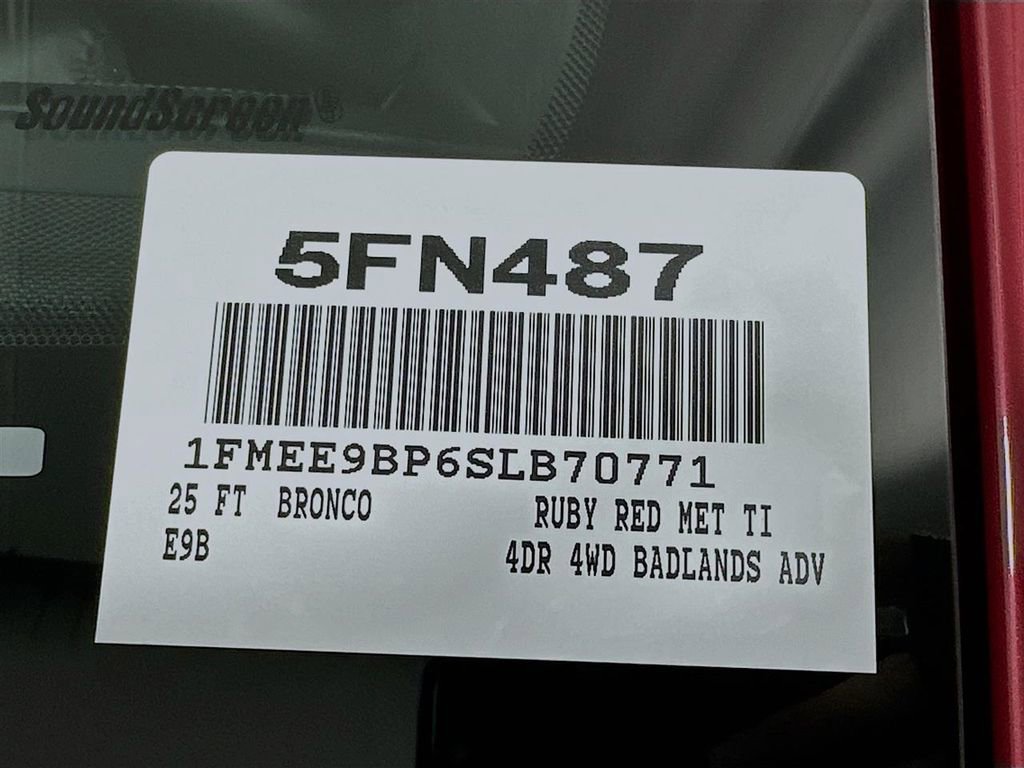 SoundScreen®
5FN487
1FMEE9BP6SLB70771
25 FT BRONCO RUBY RED MET TI
E9B 4DR 4WD BADLANDS ADV